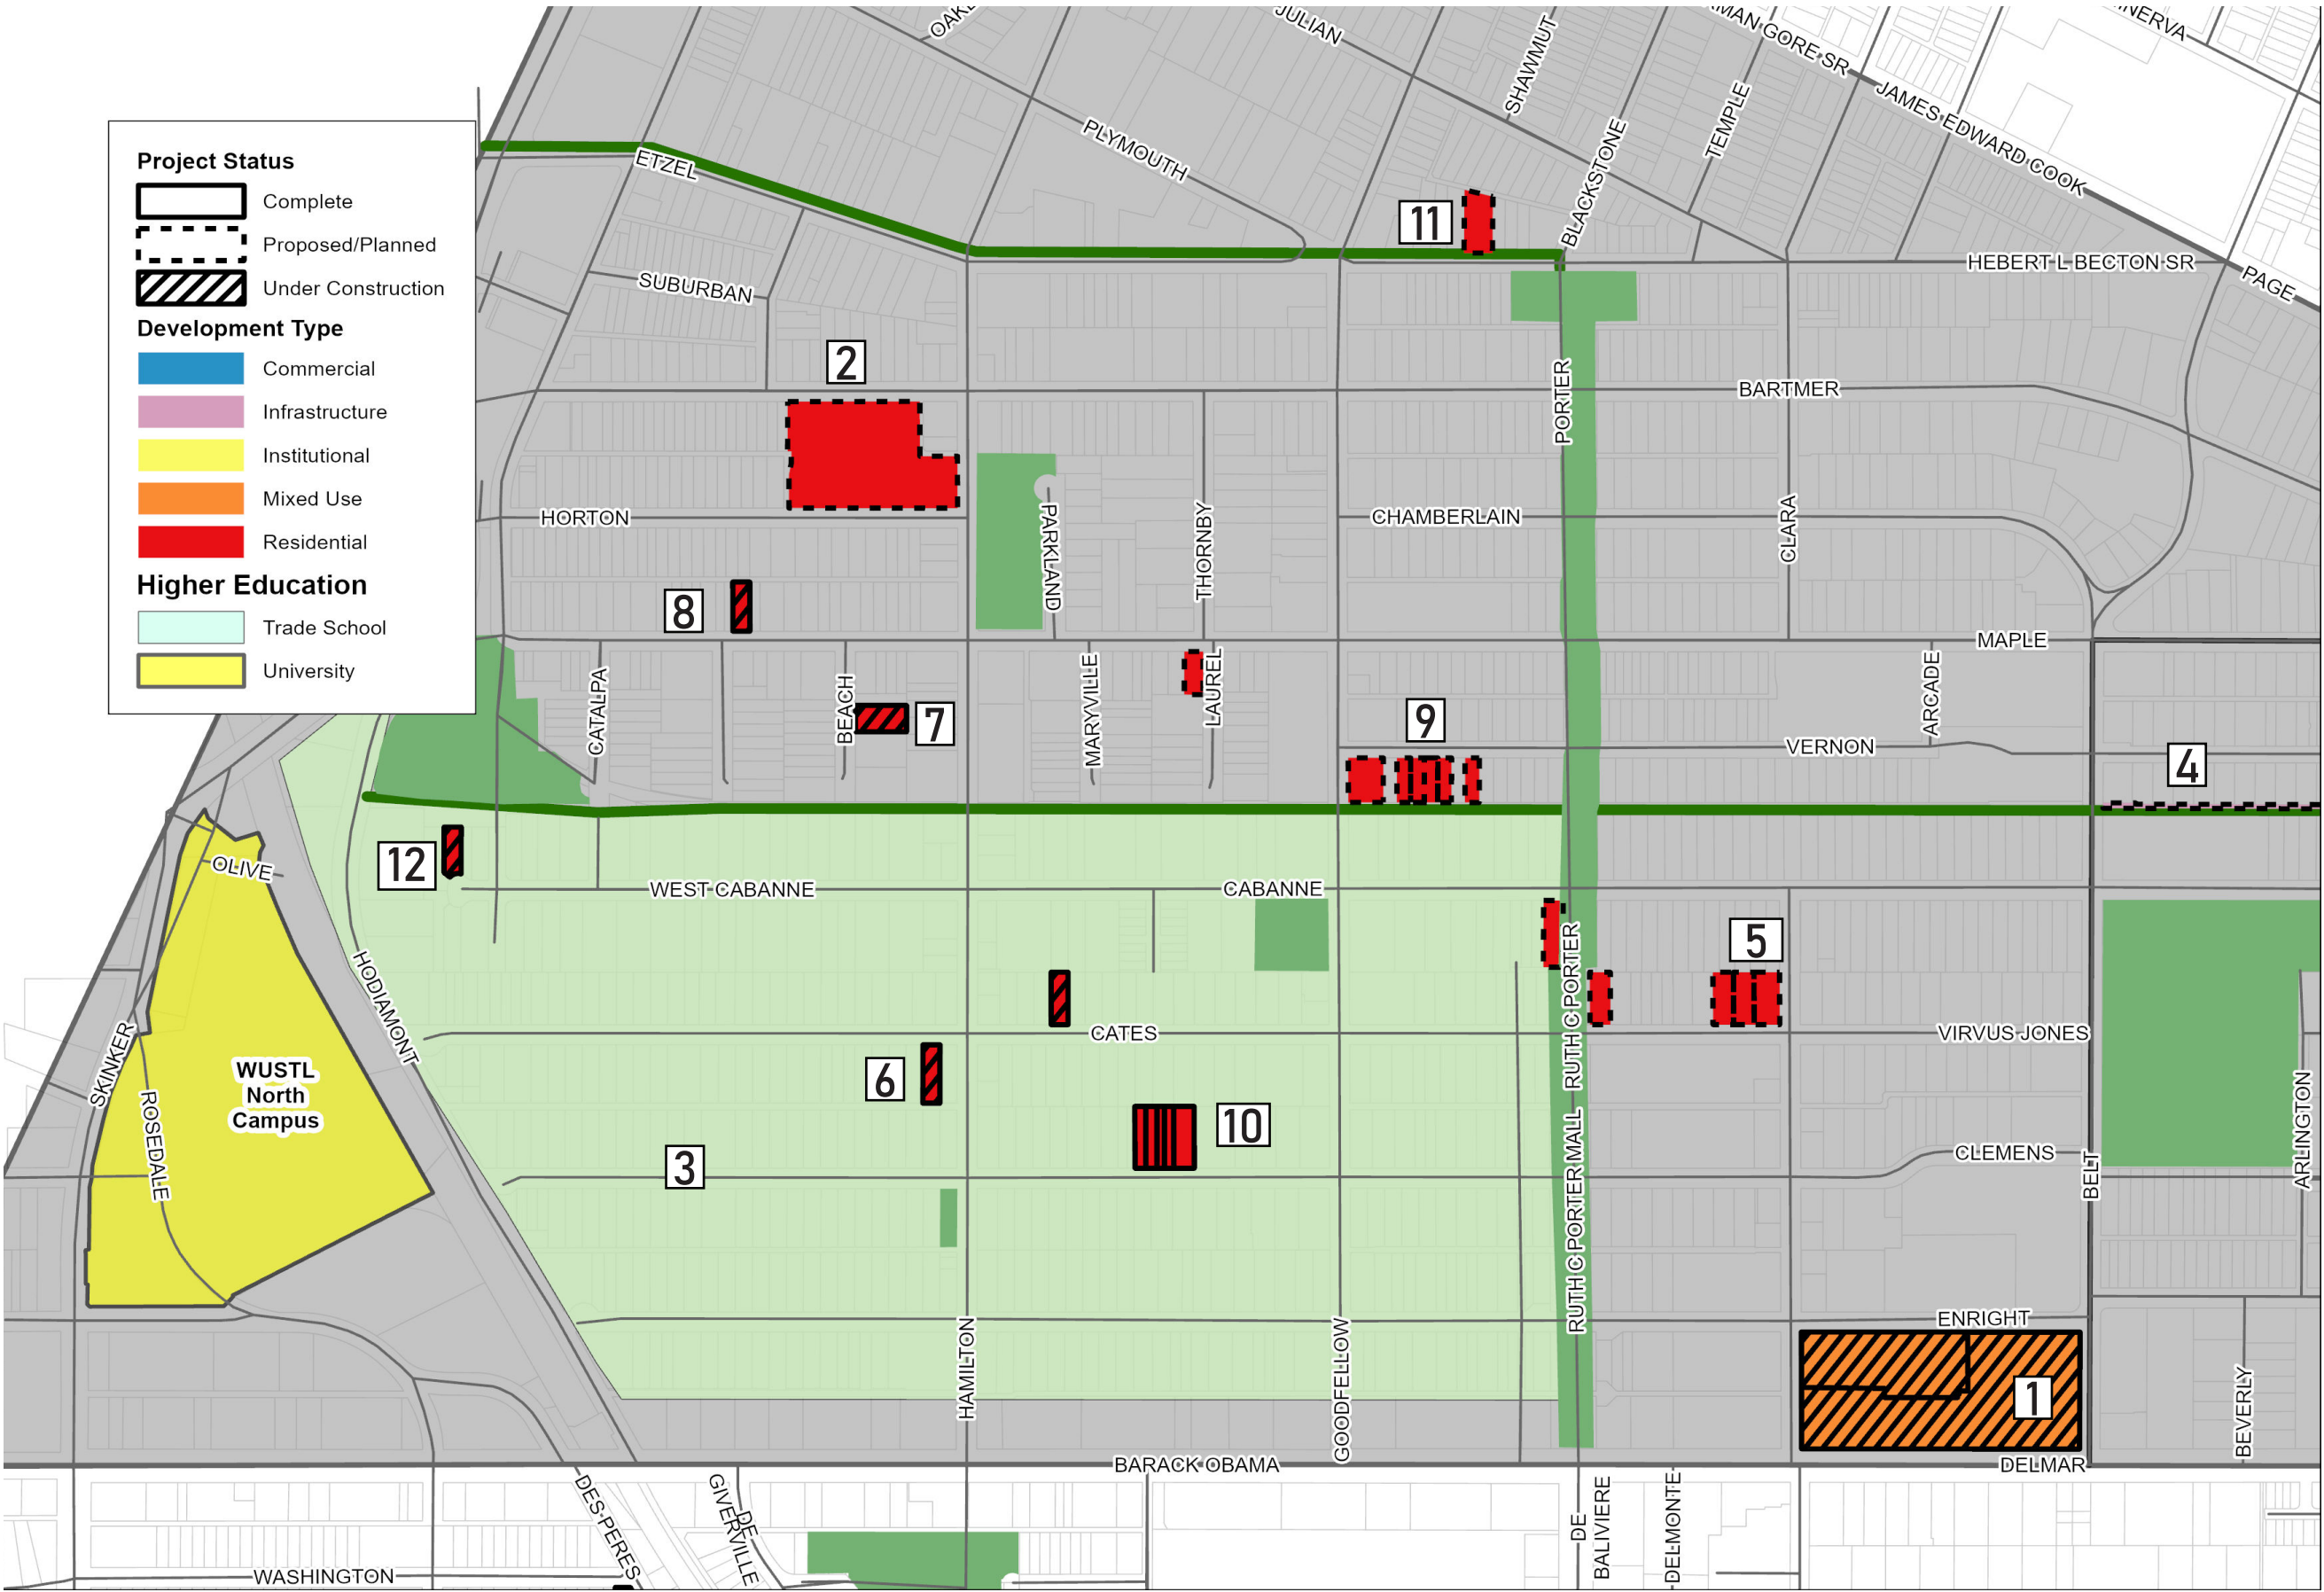 JULIAN
SHAWMUT
TEMPLE
JAMES EDWARD COOK
PLYMOUTH
BLACKSTONE
ETZEL
11
HEBERT L BECTON SR
PAGE
Project Status
Complete
Proposed/Planned
Under Construction
Development Type
Commercial
Infrastructure
Institutional
Mixed Use
Residential
Higher Education
Trade School
University
SUBURBAN
2
PORTER
BARTMER
HORTON
PARKLAND
THORNBY
CHAMBERLAIN
CLARA
8
MAPLE
CATALPA
BEACH
7
MARYVILLE
LAUREL
9
ARCADE
VERNON
4
12
OLIVE
WEST CABANNE
CABANNE
RUTH C PORTER
5
HODIAMONT
SKINKER
ROSEDALE
WUSTL
North
Campus
CATES
VIRVUS JONES
6
10
3
RUTH C PORTER MALL
CLEMENS
BELT
ARLINGTON
RUTH C PORTER MALL
HAMILTON
GOODFELLOW
ENRIGHT
1
BEVERLY
BARACK OBAMA
DELMAR
DES PERES
GIVERVILLE
DE
DE
BALIVIERE
DELMONTE
WASHINGTON